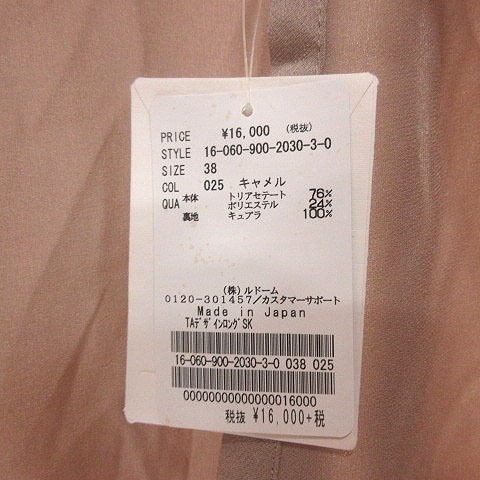 PRICE ¥16,000 (税抜)
STYLE 16-060-900-2030-3-0
SIZE 38
COL 025 キャメル
QUA 本体 トリアセテート 76%
ポリエステル 24%
裏地 キュプラ 100%
(株)ルドーム
0120-301457/カスタマーサポート
Made in Japan
TAデザインロングSK
16-060-900-2030-3-0 038 025
00000000000000016000
税抜 ¥16,000+税